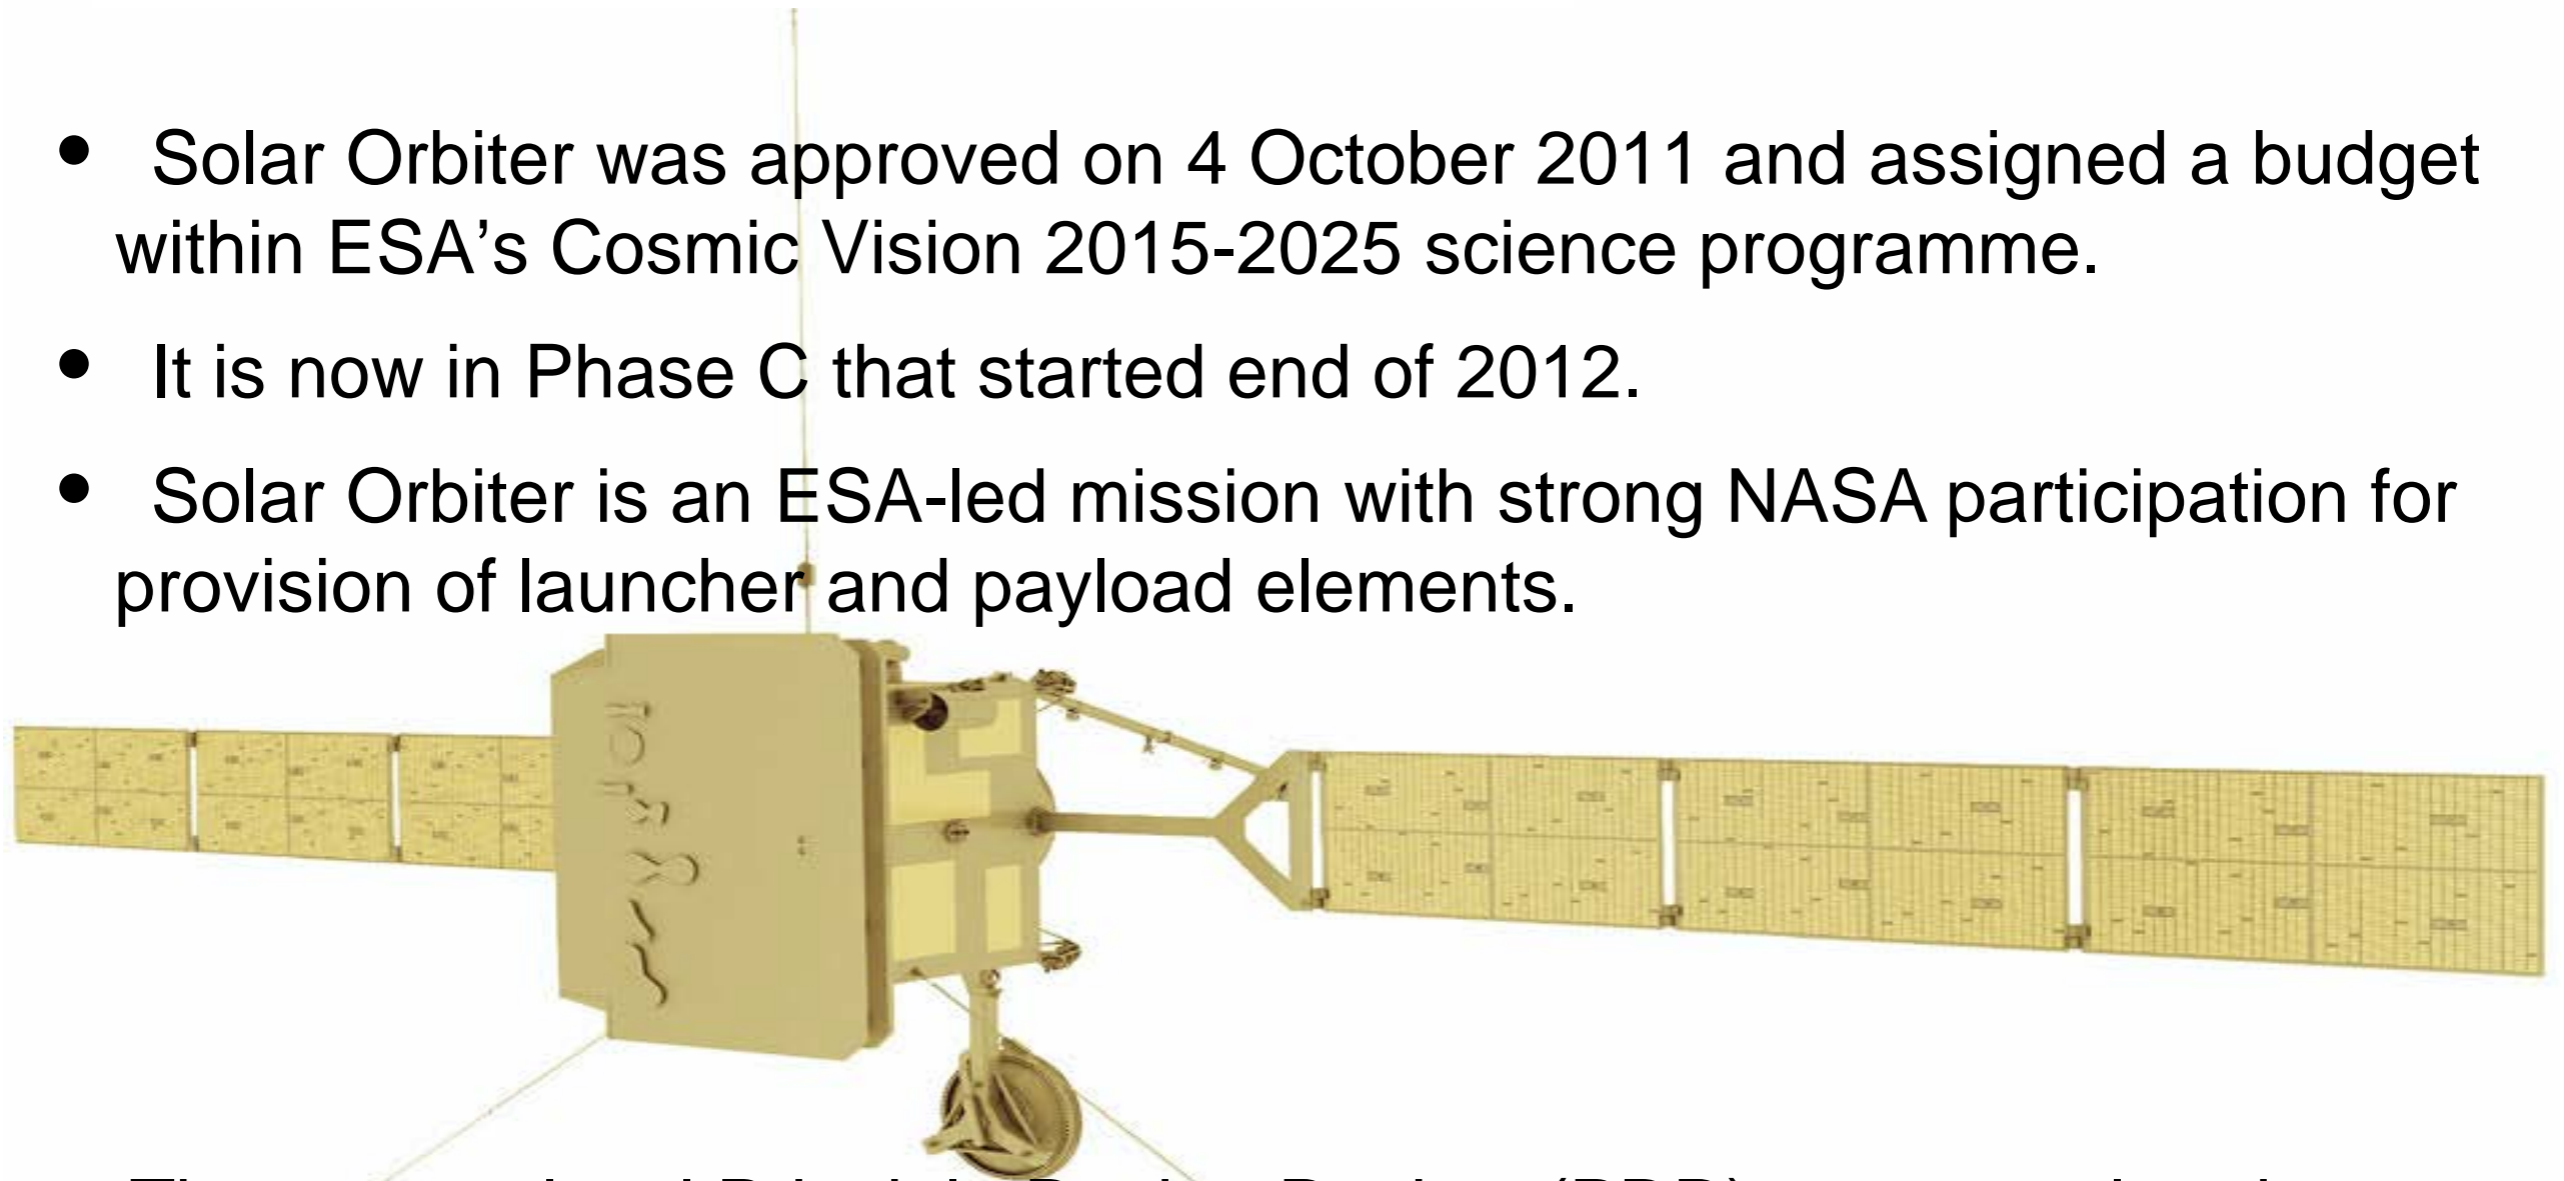 • Solar Orbiter was approved on 4 October 2011 and assigned a budget
within ESA’s Cosmic Vision 2015-2025 science programme.
• It is now in Phase C that started end of 2012.
• Solar Orbiter is an ESA-led mission with strong NASA participation for
provision of launcher and payload elements.